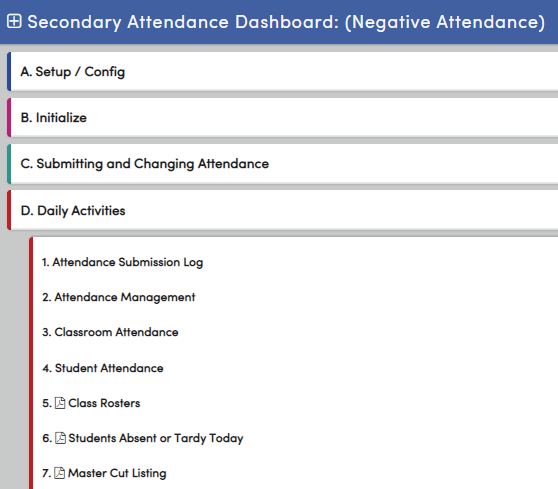 Secondary Attendance Dashboard: (Negative Attendance)
A. Setup / Config
B. Initialize
C. Submitting and Changing Attendance
D. Daily Activities
1. Attendance Submission Log
2. Attendance Management
3. Classroom Attendance
4. Student Attendance
5. Class Rosters
6. Students Absent or Tardy Today
7. Master Cut Listing